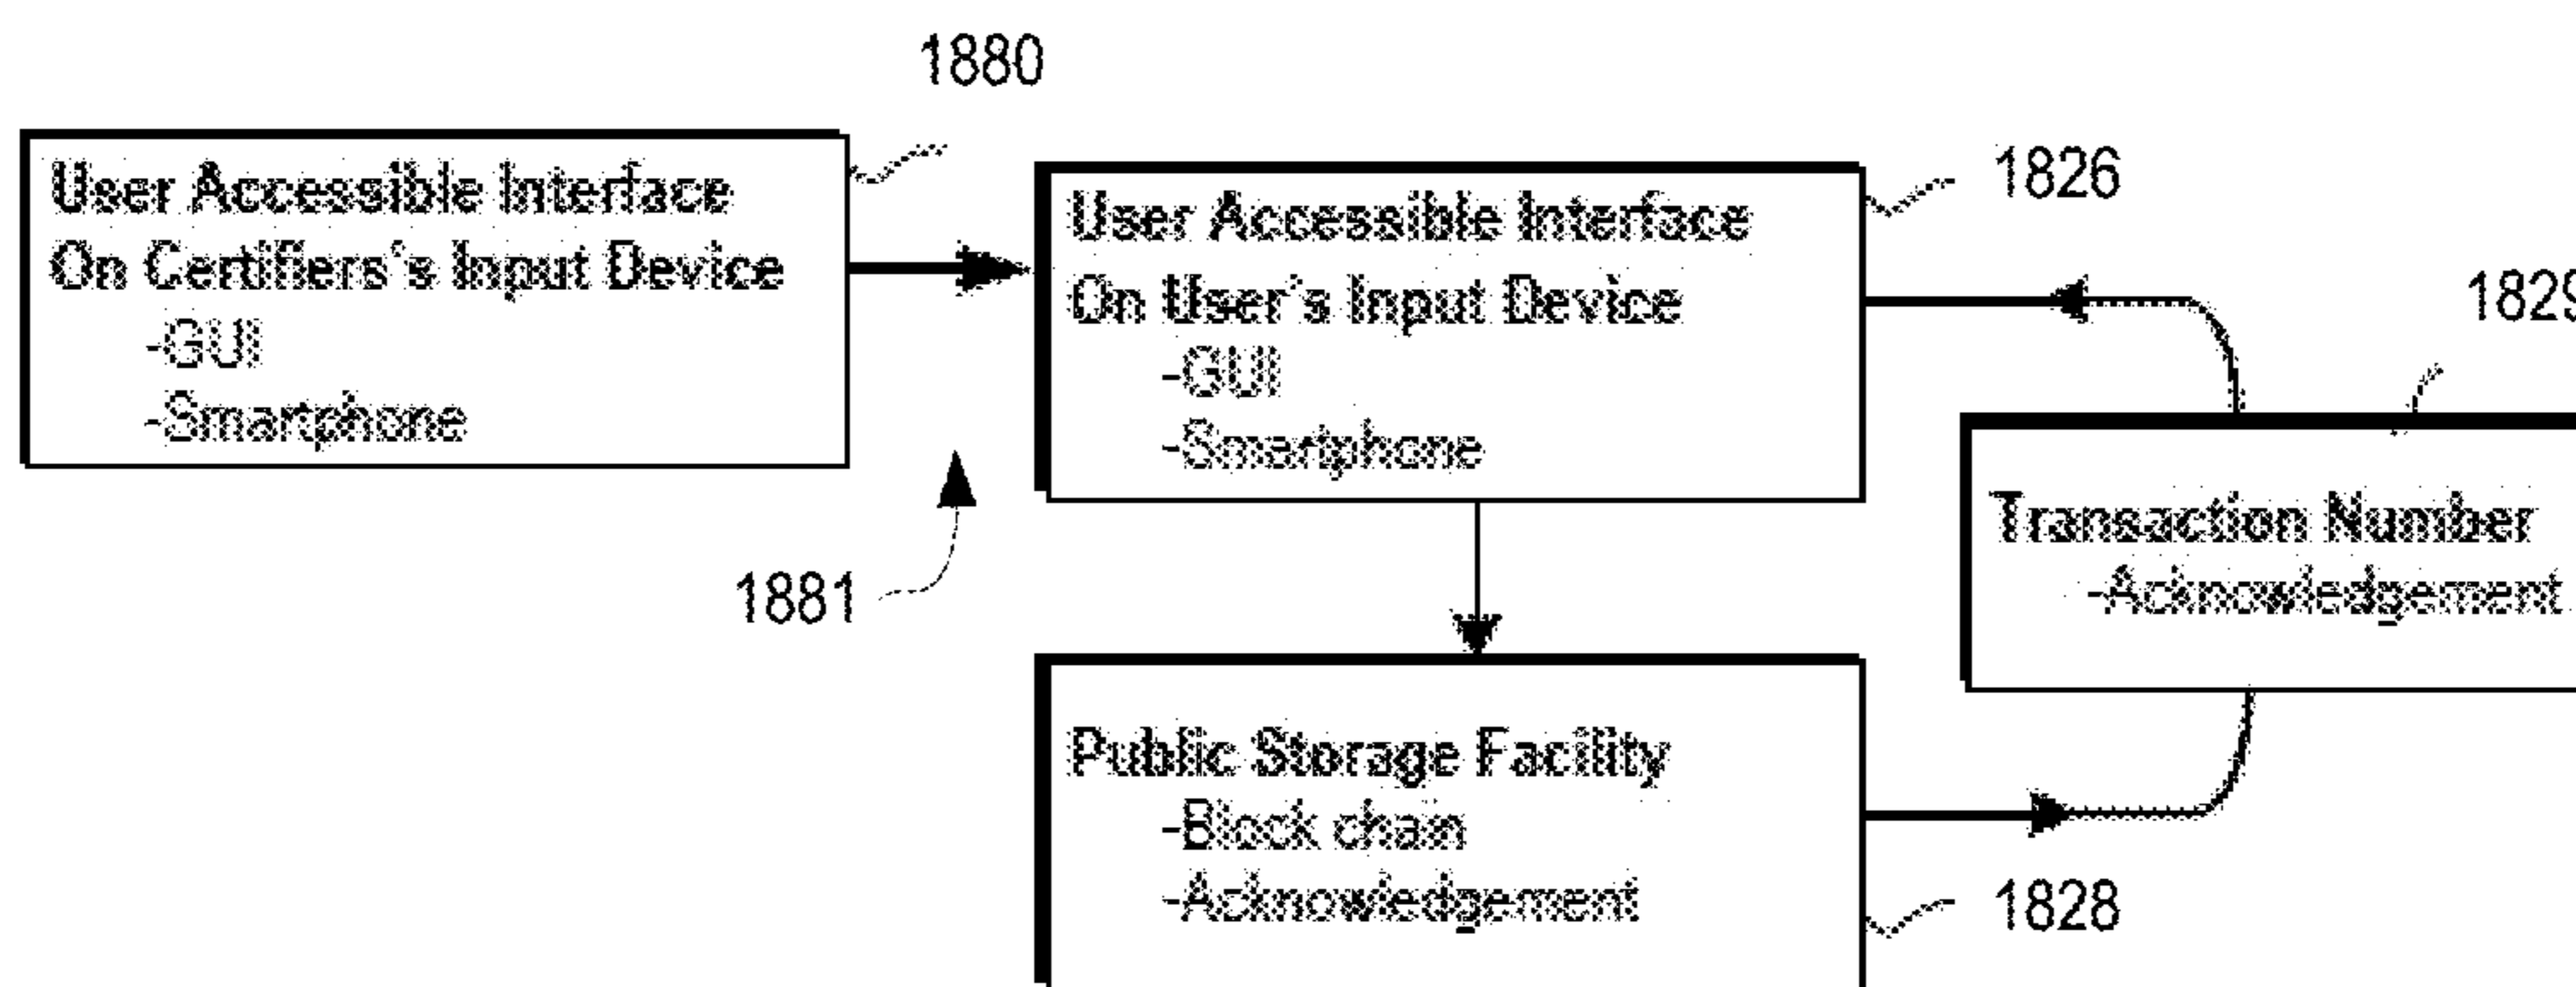 1880
User Accessible Interface
On Certifiers's Input Device
-GUI
-Smartphone
1826
User Accessible Interface
On User's Input Device
-GUI
-Smartphone
1829
Transaction Number
-Acknowledgement
1881
Public Storage Facility
-Block chain
-Acknowledgement
1828